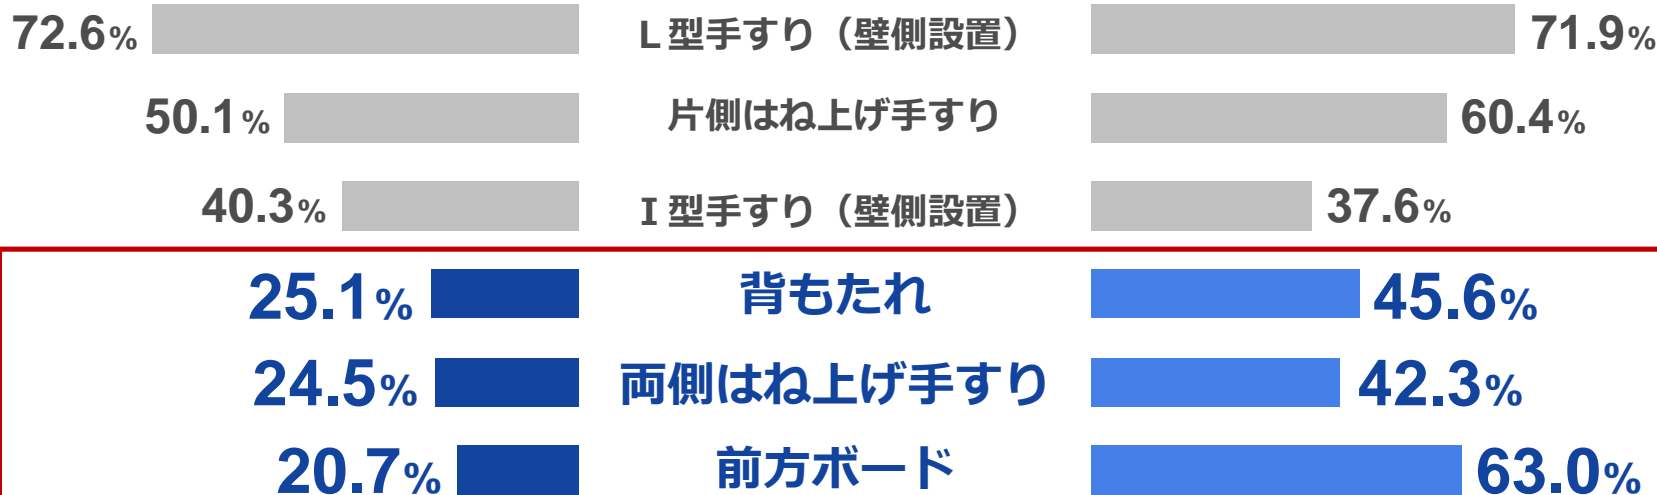 72.6% L型手すり（壁側設置） 71.9%
50.1% 片側はね上げ手すり 60.4%
40.3% I型手すり（壁側設置） 37.6%
25.1% 背もたれ 45.6%
24.5% 両側はね上げ手すり 42.3%
20.7% 前方ボード 63.0%